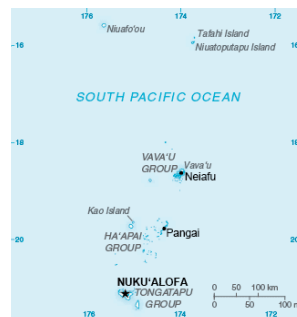 176
174
Niuafo'ou
Tafahi Island
Niuatoputapu Island
16
16
SOUTH PACIFIC OCEAN
18
18
VAVA'U
GROUP
Vava'u
Neiafu
Kao Island
HA'APAI
GROUP
Pangai
20
20
NUKU'ALOFA
TONGATAPU
GROUP
0 50 100 km
0 50 100
176
174